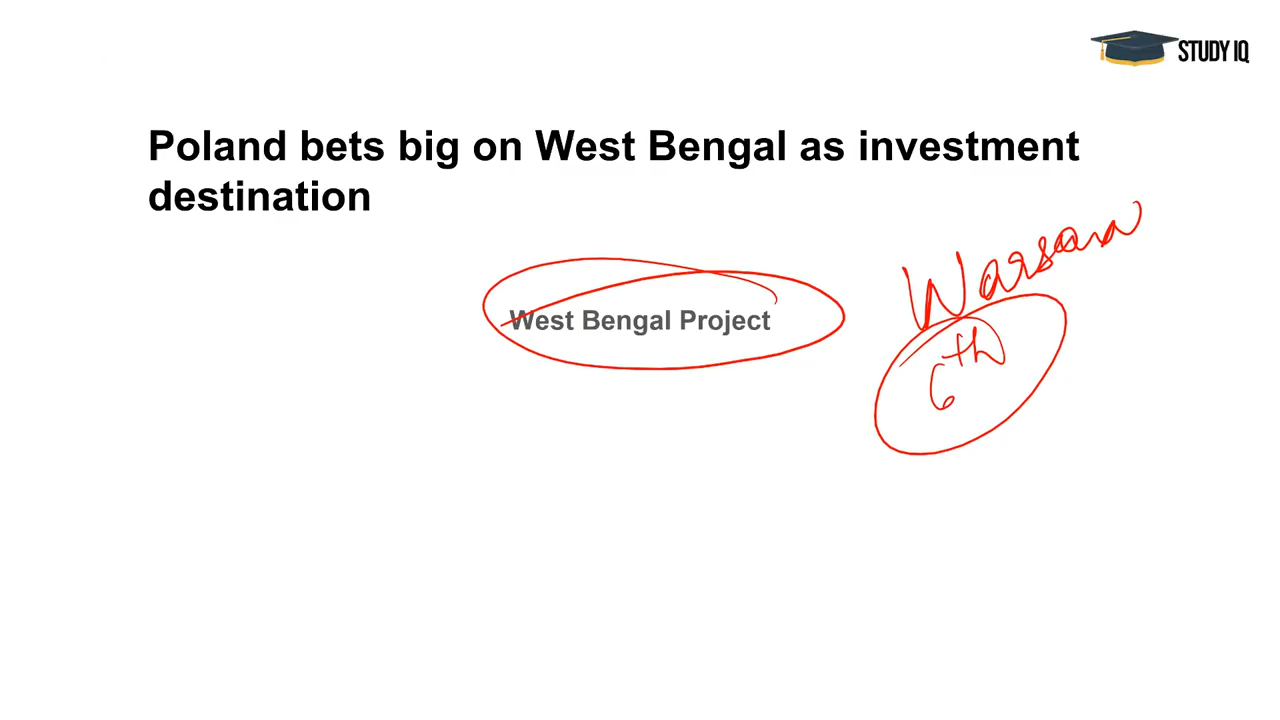 STUDY IQ
Poland bets big on West Bengal as investment
destination
West Bengal Project
Warsaw
6th